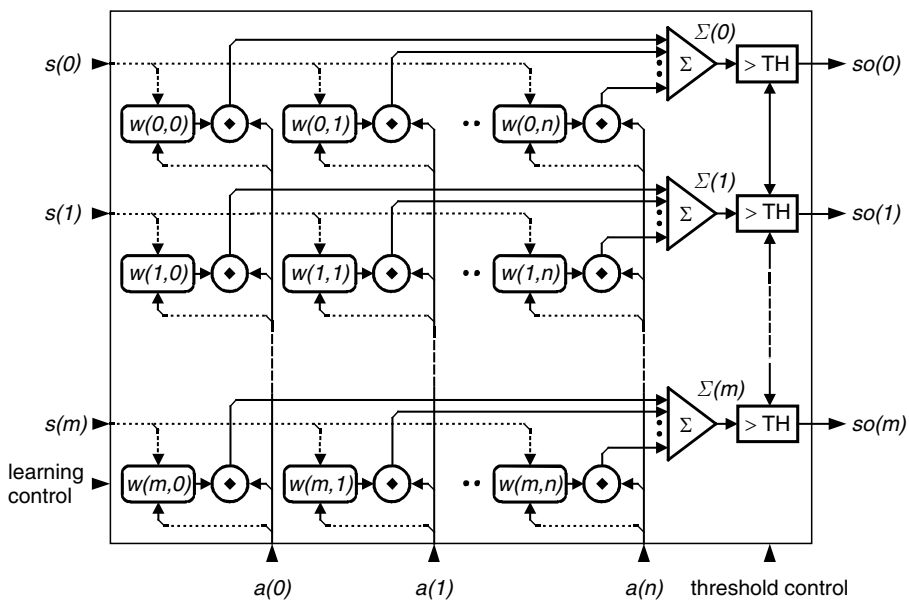 Σ(0)
s(0) Σ > TH so(0)
w(0,0) w(0,1) •• w(0,n)
Σ(1)
s(1) Σ > TH so(1)
w(1,0) w(1,1) •• w(1,n)
Σ(m)
s(m) Σ > TH so(m)
learning
control
w(m,0) w(m,1) •• w(m,n)
a(0) a(1) a(n) threshold control